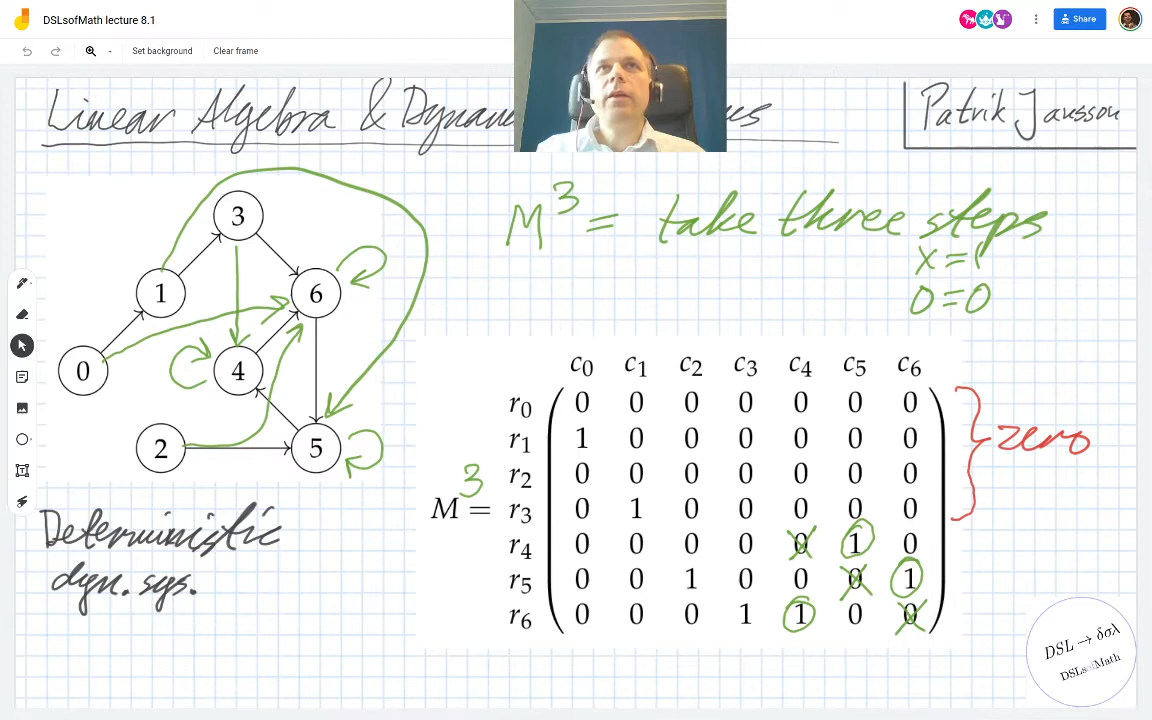 DSLsofMath lecture 8.1
Share
Set background
Clear frame
Linear Algebra & Dynam
Patrik Jansson
M³ = take three steps
x = (
0 = 0
3
1
6
0
4
2
5
c₀ c₁ c₂ c₃ c₄ c₅ c₆
r₀ 0 0 0 0 0 0 0
r₁ 1 0 0 0 0 0 0
r₂ 0 0 0 0 0 0 0
3
M = r₃ 0 1 0 0 0 0 0
r₄ 0 0 0 0 0 1 0
r₅ 0 0 1 0 0 0 1
r₆ 0 0 0 1 1 0 0
zero
Deterministic
dyn. sys.
DSL → δσλ
DSLsofMath